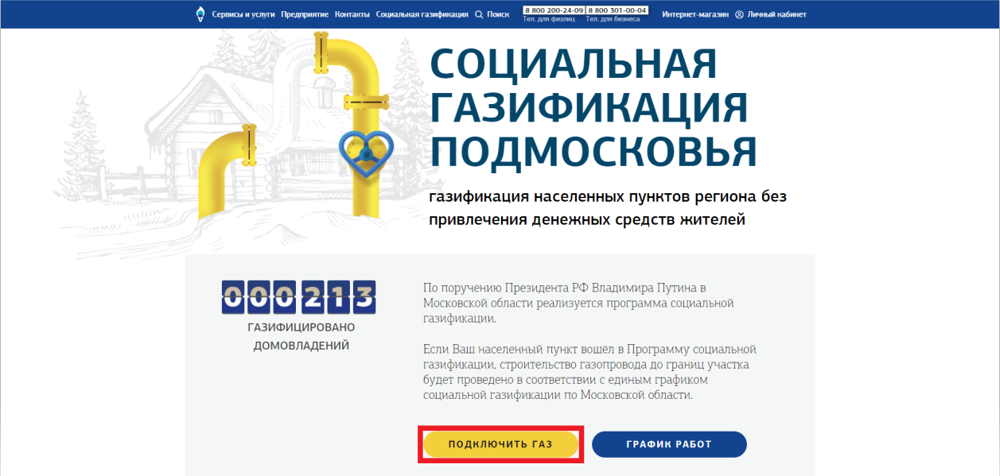 Сервисы и услуги Предприятие Контакты Социальная газификация Поиск 8 800 200-24-09 8 800 301-00-04 Интернет-магазин Личный кабинет
Тел. для физлиц Тел. для бизнеса
СОЦИАЛЬНАЯ
ГАЗИФИКАЦИЯ
ПОДМОСКОВЬЯ
газификация населенных пунктов региона без
привлечения денежных средств жителей
000213
ГАЗИФИЦИРОВАНО
ДОМОВЛАДЕНИЙ
По поручению Президента РФ Владимира Путина в
Московской области реализуется программа социальной
газификации.
Если Ваш населенный пункт вошёл в Программу социальной
газификации, строительство газопровода до границ участка
будет проведено в соответствии с единым графиком
социальной газификации по Московской области.
ПОДКЛЮЧИТЬ ГАЗ
ГРАФИК РАБОТ